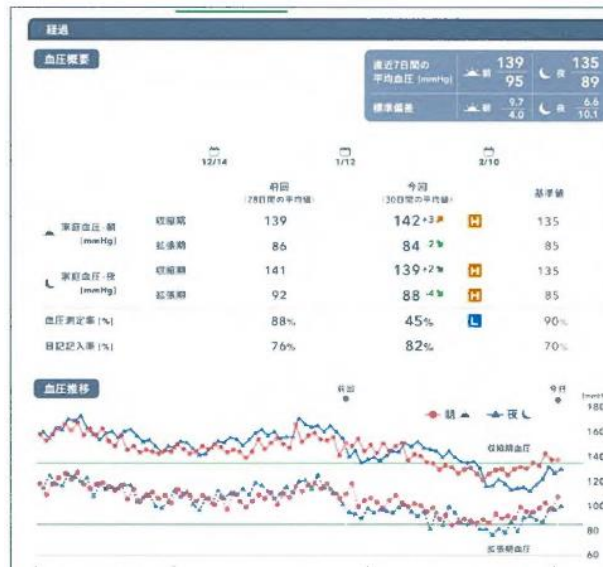 経過
血圧概要
直近7日間の
平均血圧 (mmHg)
朝 139 95
夜 135 89
標準偏差
朝 9.7 4.0
夜 6.6 10.1
12/14 1/12 2/10
前回 今回 基準値
(78日間の平均値) (30日間の平均値)
家庭血圧-朝 (mmHg)
収縮期 139 142 +3 H 135
拡張期 86 84 -2 85
家庭血圧-夜 (mmHg)
収縮期 141 139 +2 H 135
拡張期 92 88 -4 H 85
血圧測定率 (%) 88% 45% L 90%
日記記入率 (%) 76% 82% 70%
血圧推移
前回 今回
朝 夜
180
160
収縮期血圧
140
120
100
80
拡張期血圧
60